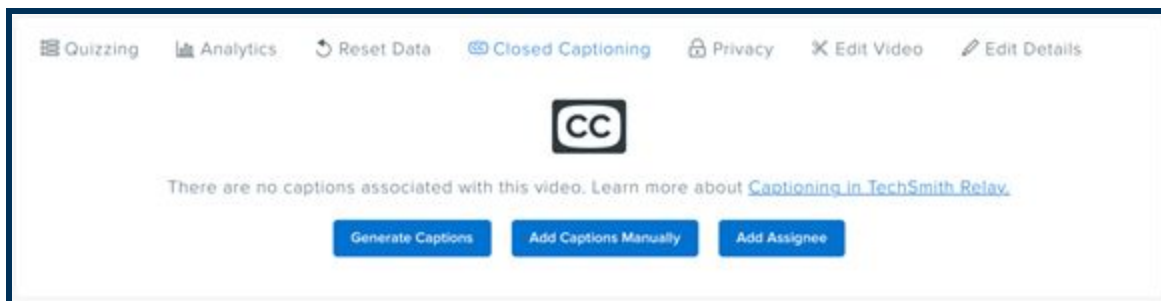 Quizzing Analytics Reset Data Closed Captioning Privacy Edit Video Edit Details
CC
There are no captions associated with this video. Learn more about Captioning in TechSmith Relay.
Generate Captions Add Captions Manually Add Assignee